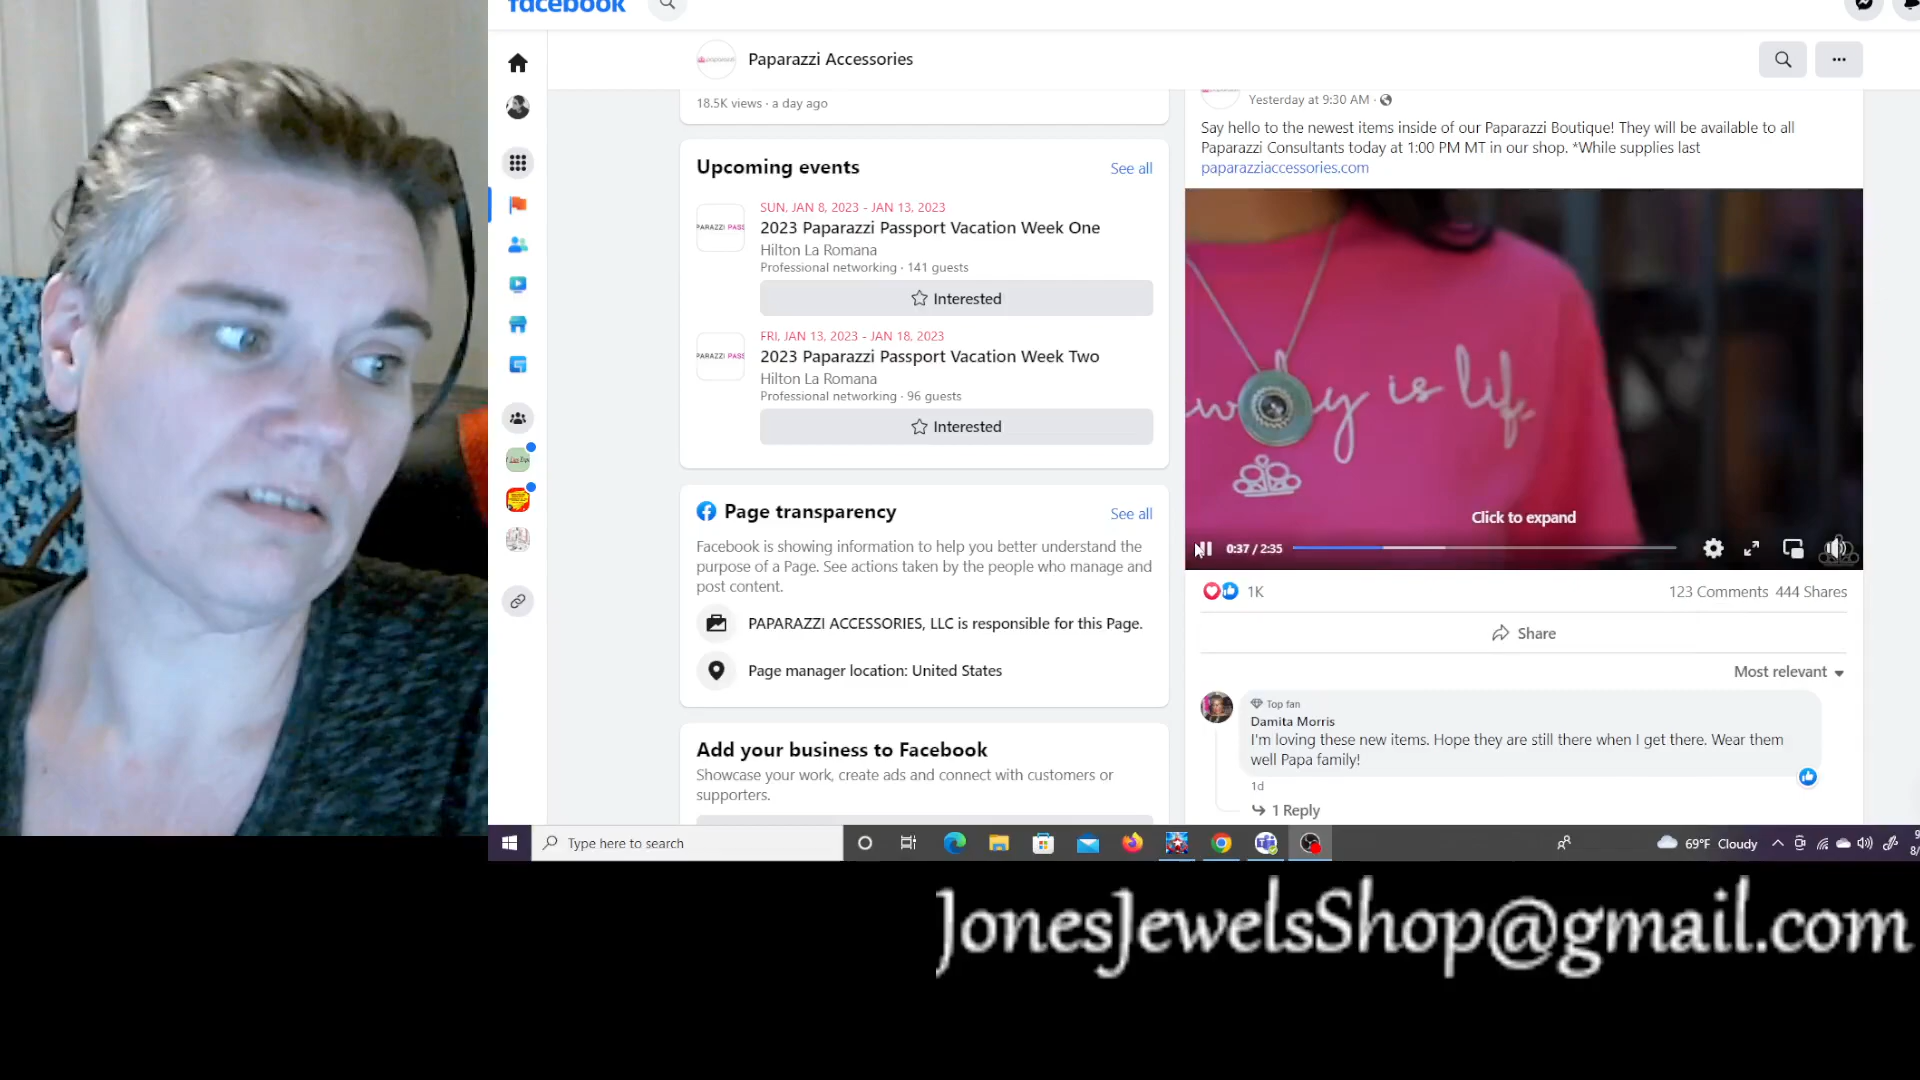 facebook
Paparazzi Accessories
18.5K views · a day ago
Upcoming events
See all
SUN, JAN 8, 2023 - JAN 13, 2023
2023 Paparazzi Passport Vacation Week One
Hilton La Romana
Professional networking · 141 guests
Interested
FRI, JAN 13, 2023 - JAN 18, 2023
2023 Paparazzi Passport Vacation Week Two
Hilton La Romana
Professional networking · 96 guests
Interested
Page transparency
See all
Facebook is showing information to help you better understand the
purpose of a Page. See actions taken by the people who manage and
post content.
PAPARAZZI ACCESSORIES, LLC is responsible for this Page.
Page manager location: United States
Add your business to Facebook
Showcase your work, create ads and connect with customers or
supporters.
Yesterday at 9:30 AM ·
Say hello to the newest items inside of our Paparazzi Boutique! They will be available to all
Paparazzi Consultants today at 1:00 PM MT in our shop. *While supplies last
paparazziaccessories.com
y is life
Click to expand
0:37 / 2:35
1K
123 Comments 444 Shares
Share
Most relevant
Top fan
Damita Morris
I'm loving these new items. Hope they are still there when I get there. Wear them
well Papa family!
1d
1 Reply
Type here to search
69°F Cloudy
JonesJewelsShop@gmail.com